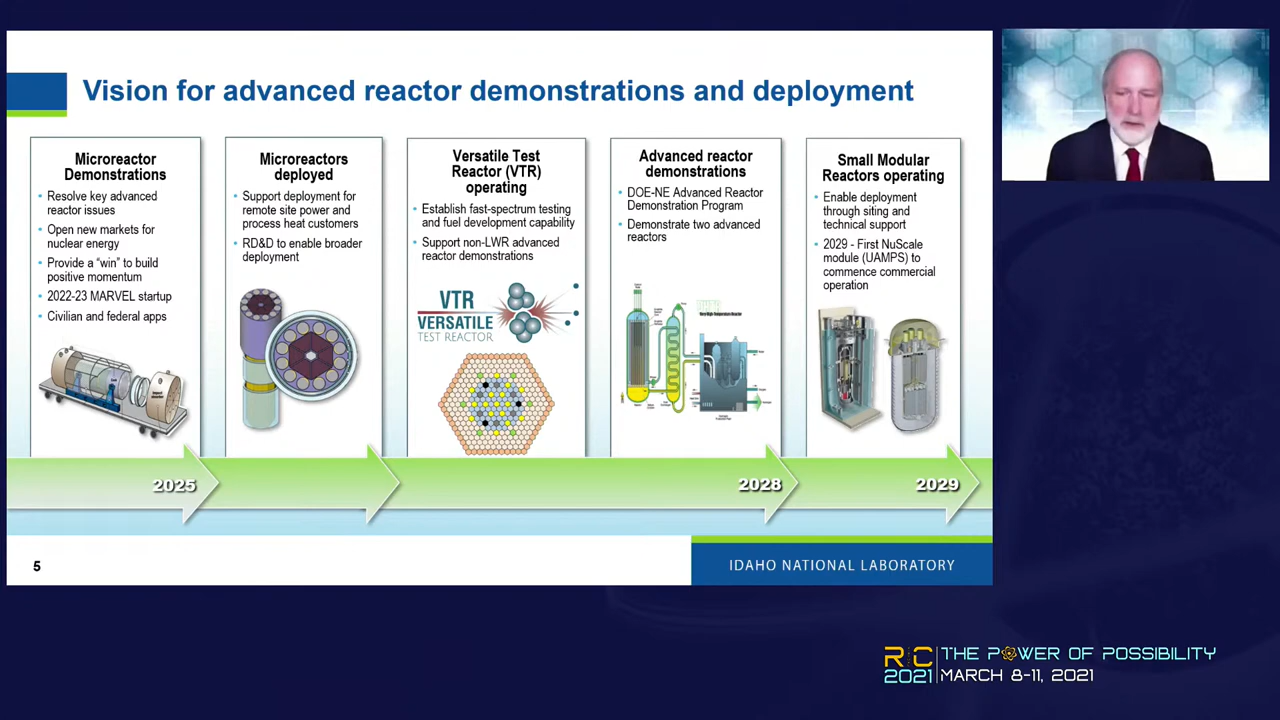 Vision for advanced reactor demonstrations and deployment
Microreactor
Demonstrations
• Resolve key advanced
reactor issues
• Open new markets for
nuclear energy
• Provide a “win” to build
positive momentum
• 2022-23 MARVEL startup
• Civilian and federal apps
Microreactors
deployed
• Support deployment for
remote site power and
process heat customers
• RD&D to enable broader
deployment
Versatile Test
Reactor (VTR)
operating
• Establish fast-spectrum testing
and fuel development capability
• Support non-LWR advanced
reactor demonstrations
VTR
VERSATILE
TEST REACTOR
Advanced reactor
demonstrations
• DOE-NE Advanced Reactor
Demonstration Program
• Demonstrate two advanced
reactors
Very High-Temperature Reactor
Small Modular
Reactors operating
• Enable deployment
through siting and
technical support
• 2029 - First NuScale
module (UAMPS) to
commence commercial
operation
2025
2028
2029
5
IDAHO NATIONAL LABORATORY
RIC
2021
THE POWER OF POSSIBILITY
MARCH 8-11, 2021